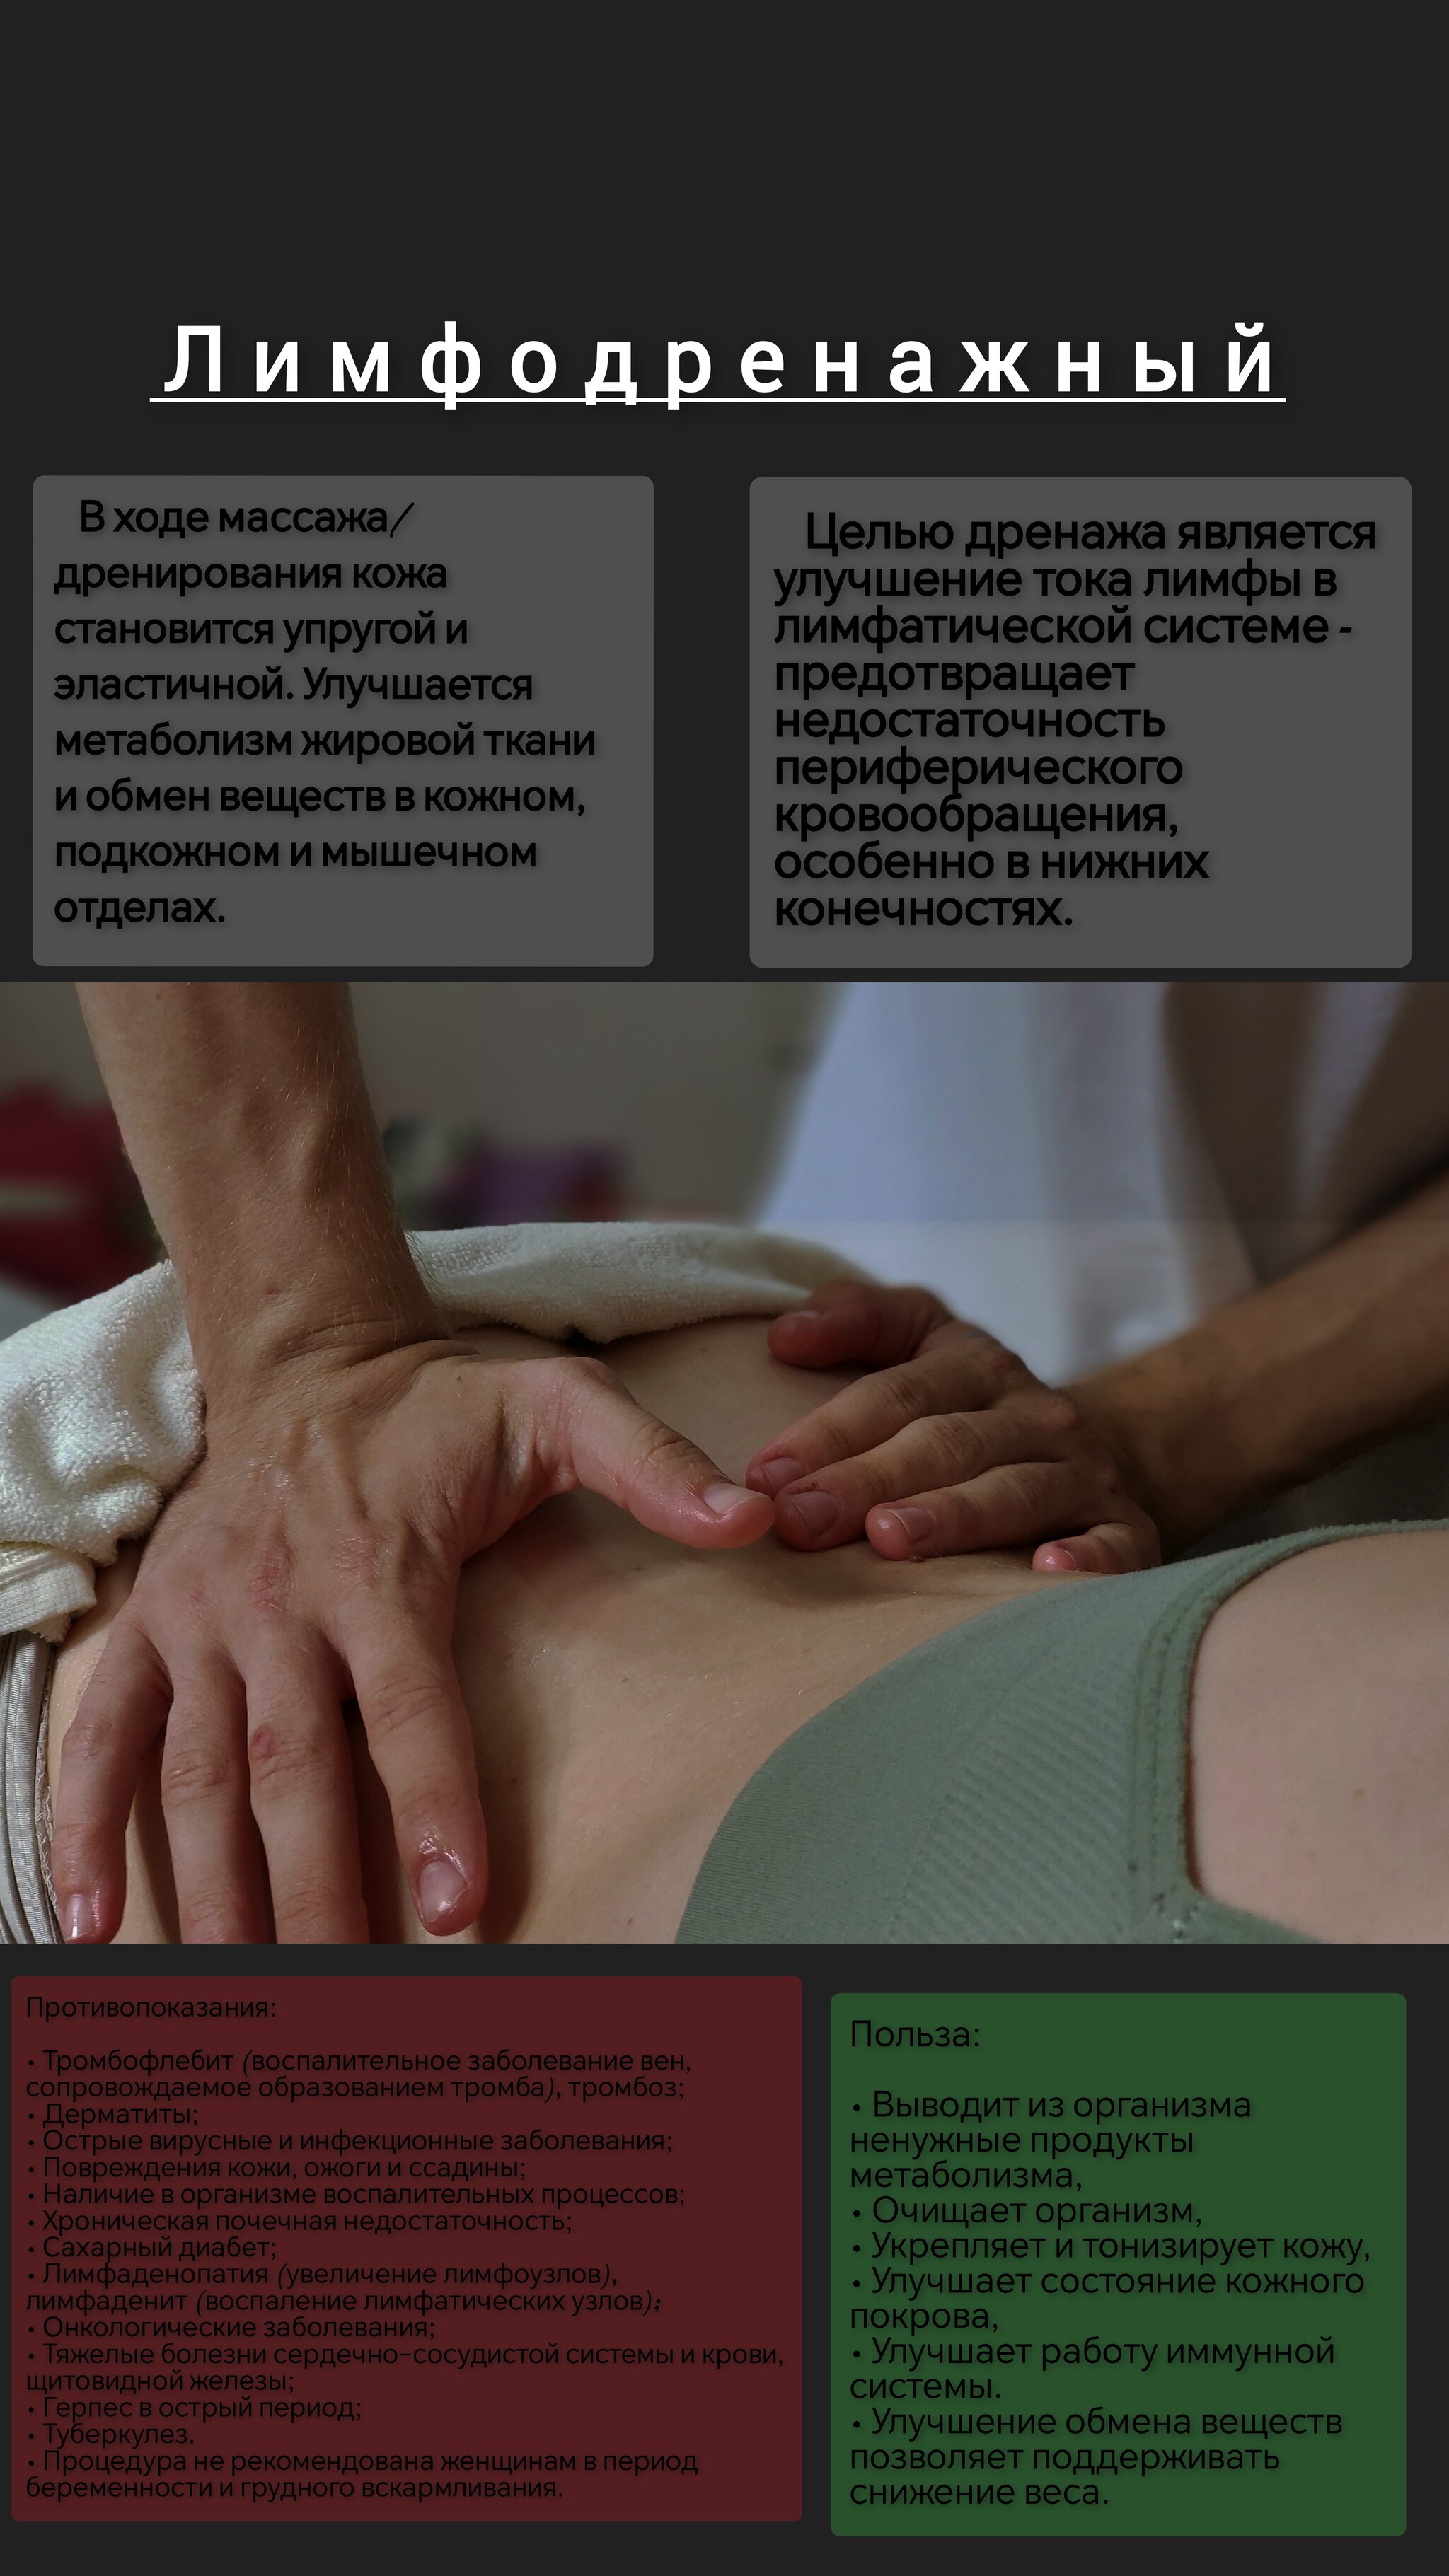 Лимфодренажный
В ходе массажа/
дренирования кожа
становится упругой и
эластичной. Улучшается
метаболизм жировой ткани
и обмен веществ в кожном,
подкожном и мышечном
отделах.
Целью дренажа является
улучшение тока лимфы в
лимфатической системе -
предотвращает
недостаточность
периферического
кровообращения,
особенно в нижних
конечностях.
Противопоказания:
• Тромбофлебит (воспалительное заболевание вен,
сопровождаемое образованием тромба), тромбоз;
• Дерматиты;
• Острые вирусные и инфекционные заболевания;
• Повреждения кожи, ожоги и ссадины;
• Наличие в организме воспалительных процессов;
• Хроническая почечная недостаточность;
• Сахарный диабет;
• Лимфаденопатия (увеличение лимфоузлов),
лимфаденит (воспаление лимфатических узлов);
• Онкологические заболевания;
• Тяжелые болезни сердечно-сосудистой системы и крови,
щитовидной железы;
• Герпес в острый период;
• Туберкулез.
• Процедура не рекомендована женщинам в период
беременности и грудного вскармливания.
Польза:
• Выводит из организма
ненужные продукты
метаболизма,
• Очищает организм,
• Укрепляет и тонизирует кожу,
• Улучшает состояние кожного
покрова,
• Улучшает работу иммунной
системы.
• Улучшение обмена веществ
позволяет поддерживать
снижение веса.